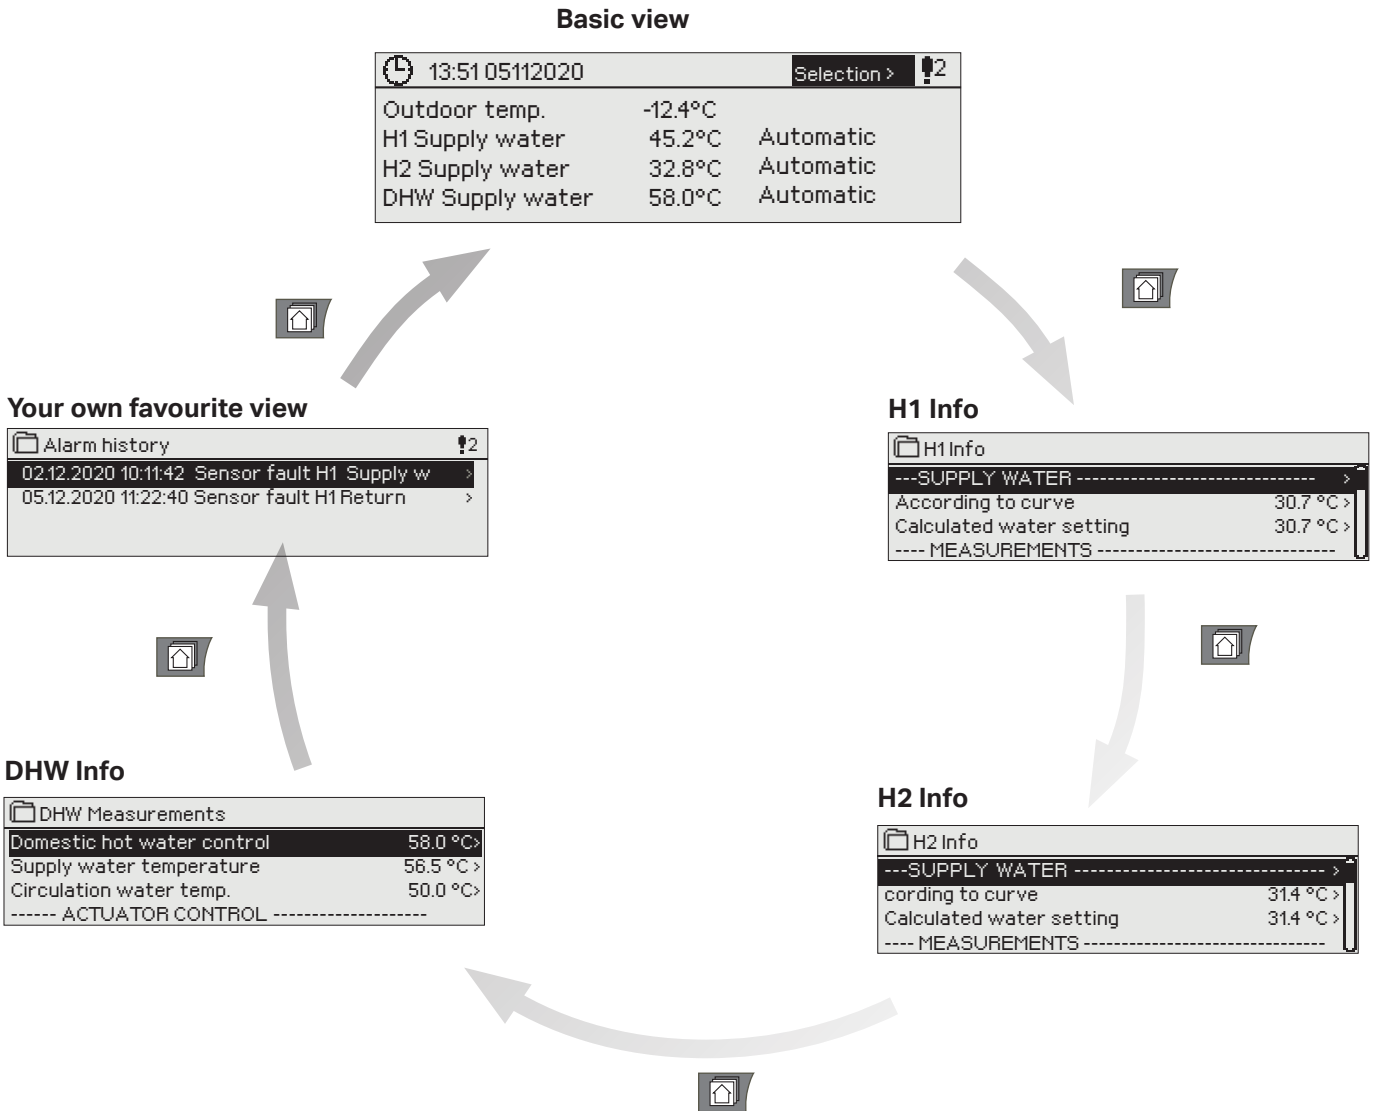 Basic view
13:51 05112020 Selection > 2
Outdoor temp. -12.4°C
H1 Supply water 45.2°C Automatic
H2 Supply water 32.8°C Automatic
DHW Supply water 58.0°C Automatic
Your own favourite view
Alarm history 2
02.12.2020 10:11:42 Sensor fault H1 Supply w >
05.12.2020 11:22:40 Sensor fault H1 Return >
H1 Info
H1 Info
---SUPPLY WATER ------------------------------- >
According to curve 30.7 °C >
Calculated water setting 30.7 °C >
---- MEASUREMENTS -------------------------------
DHW Info
DHW Measurements
Domestic hot water control 58.0 °C>
Supply water temperature 56.5 °C >
Circulation water temp. 50.0 °C>
------ ACTUATOR CONTROL --------------------
H2 Info
H2 Info
---SUPPLY WATER -------------------------------- >
cording to curve 31.4 °C >
Calculated water setting 31.4 °C >
---- MEASUREMENTS -------------------------------